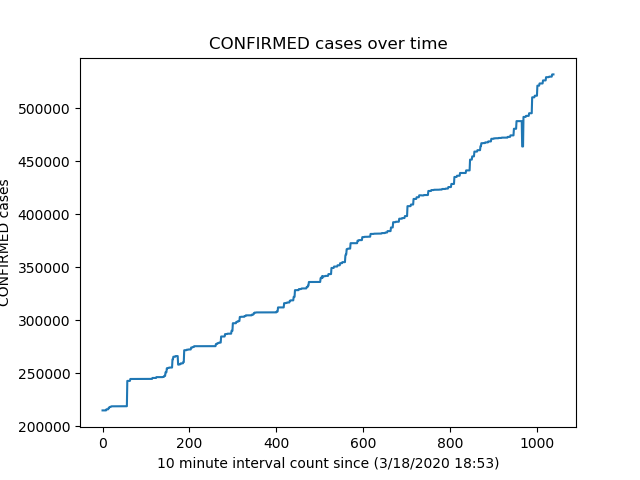 CONFIRMED cases over time
CONFIRMED cases
500000
450000
400000
350000
300000
250000
200000
0 200 400 600 800 1000
10 minute interval count since (3/18/2020 18:53)